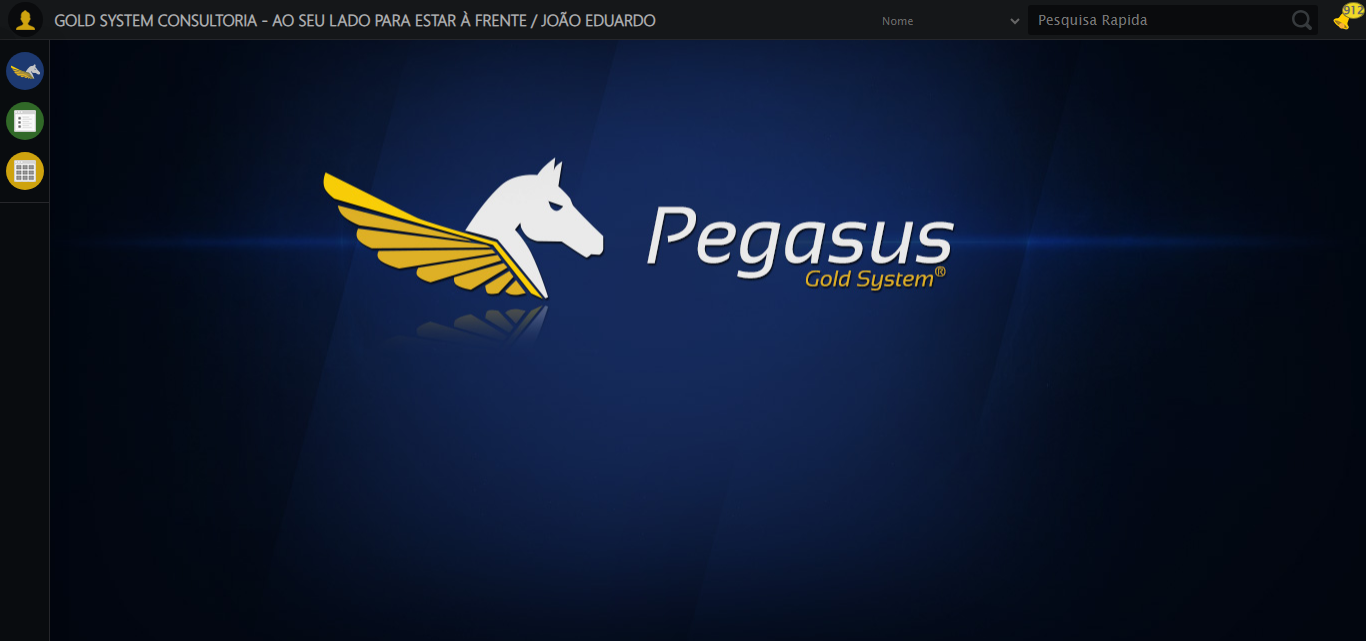 GOLD SYSTEM CONSULTORIA - AO SEU LADO PARA ESTAR À FRENTE / JOÃO EDUARDO
Nome
Pesquisa Rapida
912
Pegasus
Gold System®